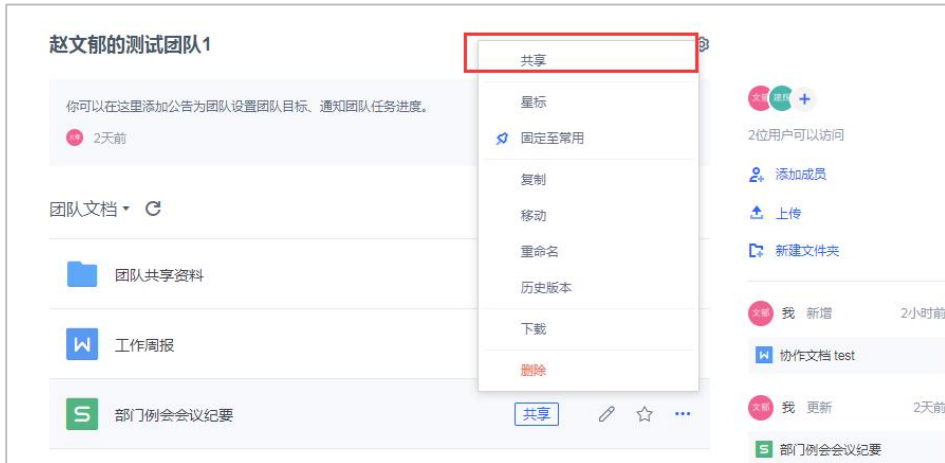 赵文郁的测试团队1
你可以在这里添加公告为团队设置团队目标、通知团队任务进度。
2天前
团队文档
团队共享资料
W 工作周报
S 部门例会会议纪要
共享
共享
星标
固定至常用
复制
移动
重命名
历史版本
下载
删除
文郁
2位用户可以访问
添加成员
上传
新建文件夹
文郁 我 新增 2小时前
W 协作文档 test
文郁 我 更新 2天前
S 部门例会会议纪要